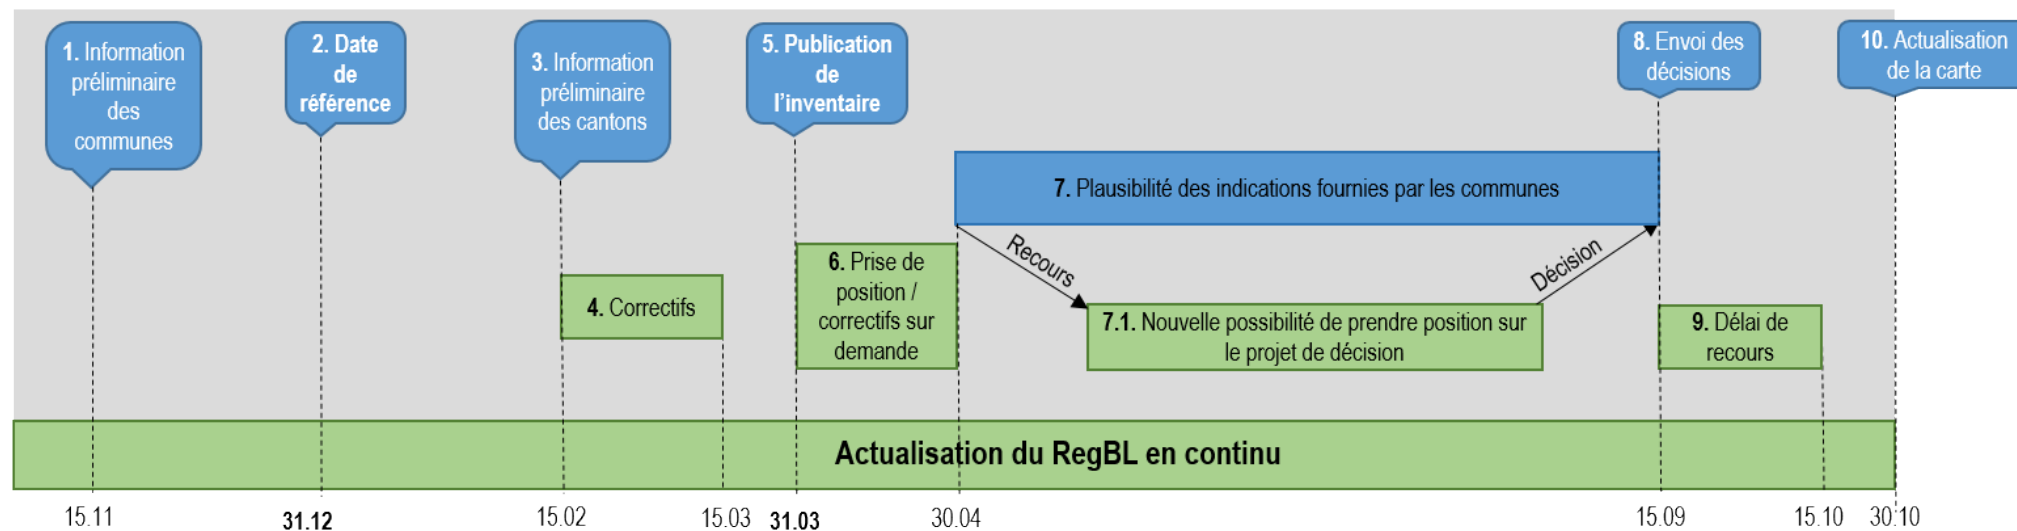 1. Information
préliminaire
des
communes
2. Date
de
référence
3. Information
préliminaire
des cantons
5. Publication
de
l'inventaire
8. Envoi des
décisions
10. Actualisation
de la carte
7. Plausibilité des indications fournies par les communes
Recours
Décision
4. Correctifs
6. Prise de
position /
correctifs sur
demande
7.1. Nouvelle possibilité de prendre position sur
le projet de décision
9. Délai de
recours
Actualisation du RegBL en continu
15.11
31.12
15.02
15.03
31.03
30.04
15.09
15.10
30.10